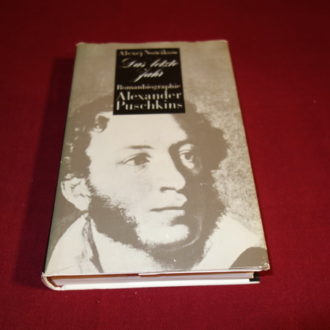 Alexej Nowikow
Das letzte
Jahr
Romanbiographie
Alexander
Puschkins